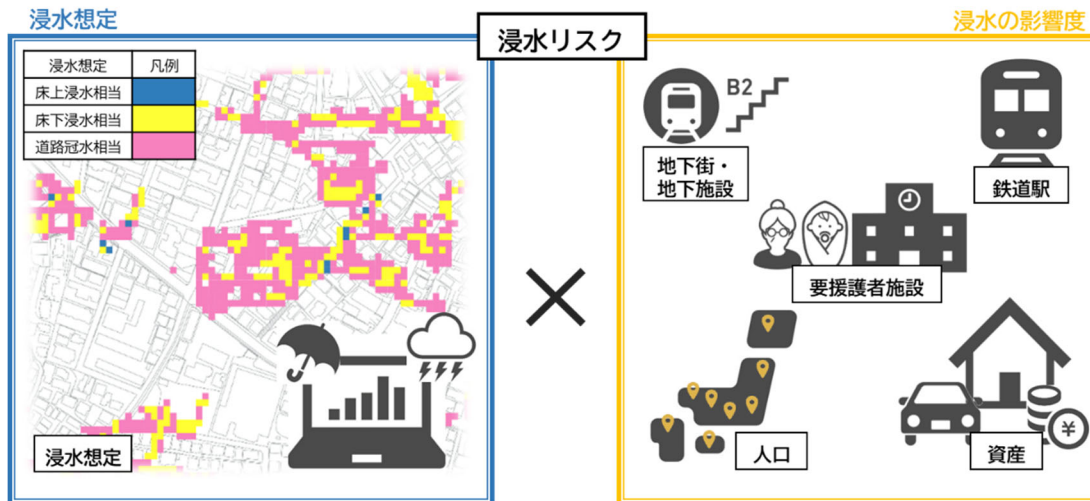 浸水想定
浸水の影響度
浸水リスク
浸水想定 凡例
床上浸水相当
床下浸水相当
道路冠水相当
浸水想定
B2
地下街・
地下施設
鉄道駅
要援護者施設
人口
資産
¥